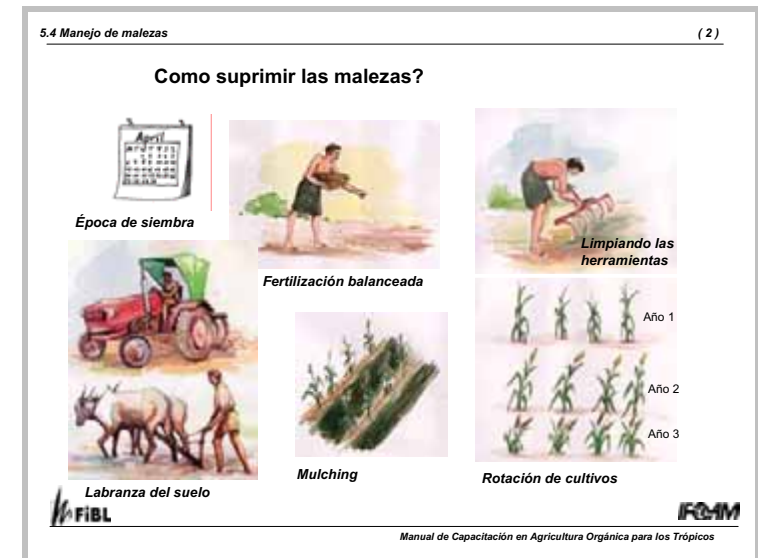 5.4 Manejo de malezas
( 2 )
Como suprimir las malezas?
April
Época de siembra
Fertilización balanceada
Limpiando las
herramientas
Labranza del suelo
Mulching
Año 1
Año 2
Año 3
Rotación de cultivos
FiBL
IFOAM
Manual de Capacitación en Agricultura Orgánica para los Trópicos